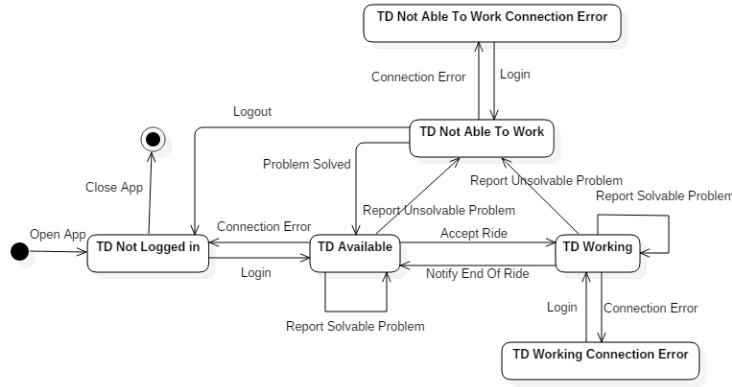 TD Not Able To Work Connection Error
Connection Error
Login
Logout
TD Not Able To Work
Problem Solved
Report Unsolvable Problem
Close App
Report Solvable Problem
Report Unsolvable Problem
Open App
Connection Error
Accept Ride
TD Not Logged in
TD Available
TD Working
Login
Notify End Of Ride
Login
Connection Error
Report Solvable Problem
TD Working Connection Error